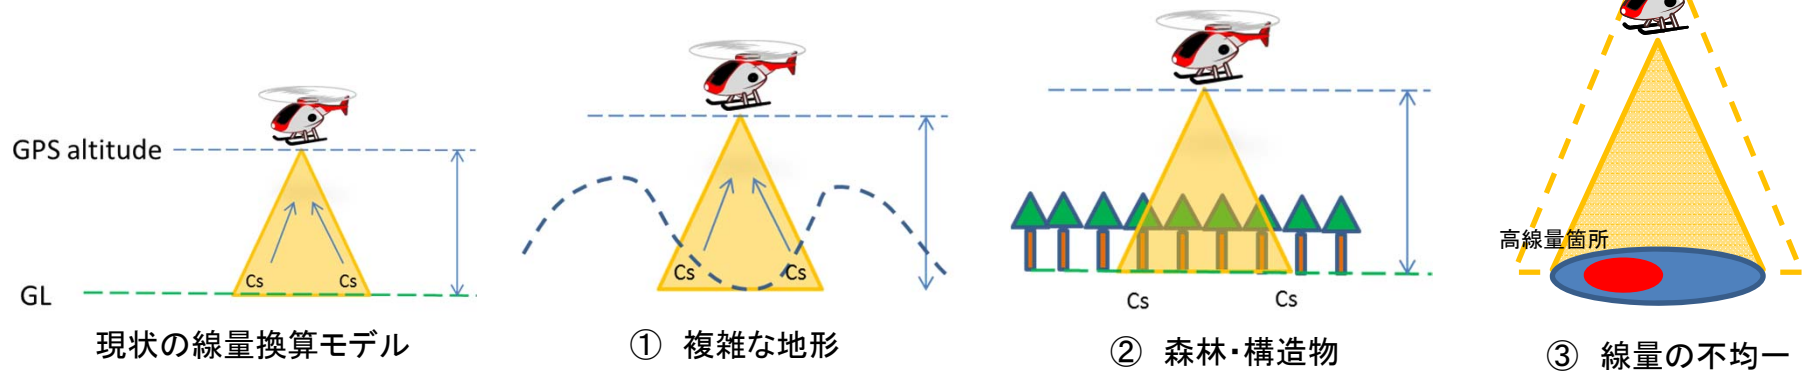 GPS altitude
GL
Cs Cs
現状の線量換算モデル
Cs Cs
① 複雑な地形
Cs Cs
② 森林・構造物
高線量箇所
③ 線量の不均一